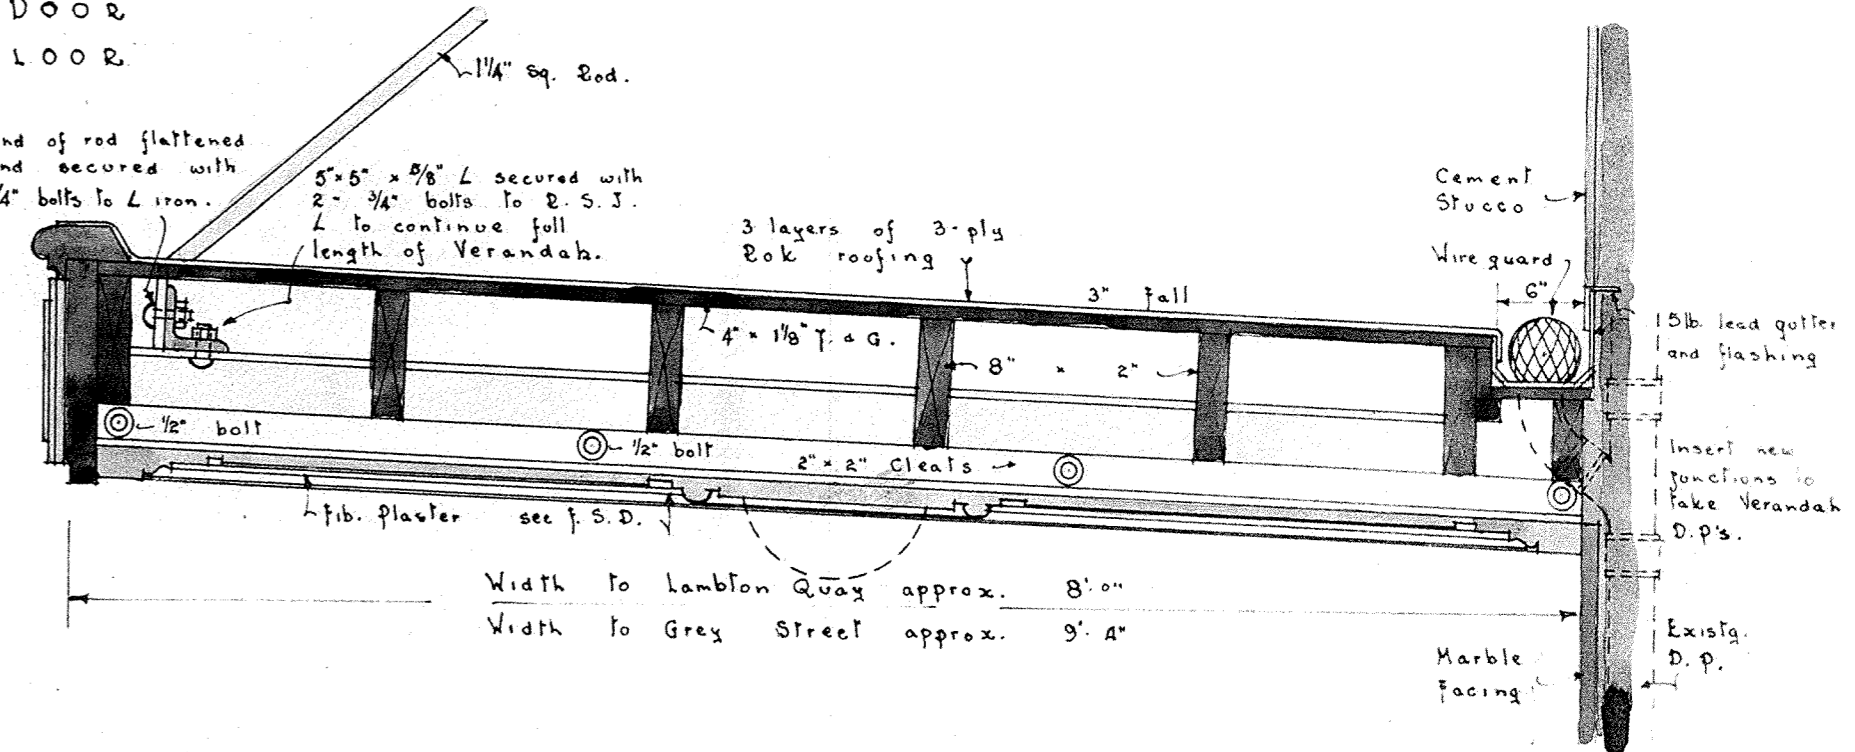 DOOR
LOOR
1¼" Sq. Rod.
nd of rod flattened
nd secured with
/4" bolts to L iron.
5" x 5" x 5/8" L secured with
2 - ¾" bolts to R. S. J.
L to continue full
length of Verandah.
3 layers of 3-ply
Rok roofing
3" fall
Cement
Stucco
Wire guard
6"
5lb. lead gutter
and flashing
4" x 1⅛" T. & G.
8" x 2"
½" bolt
½" bolt
2" x 2" Cleats
Insert new
junctions to
take Verandah
D.P's.
Fib. Plaster see F. S. D.
Width to Lambton Quay approx. 8'. 0"
Width to Grey Street approx. 9'. 4"
Marble
Facing
Existg.
D. P.